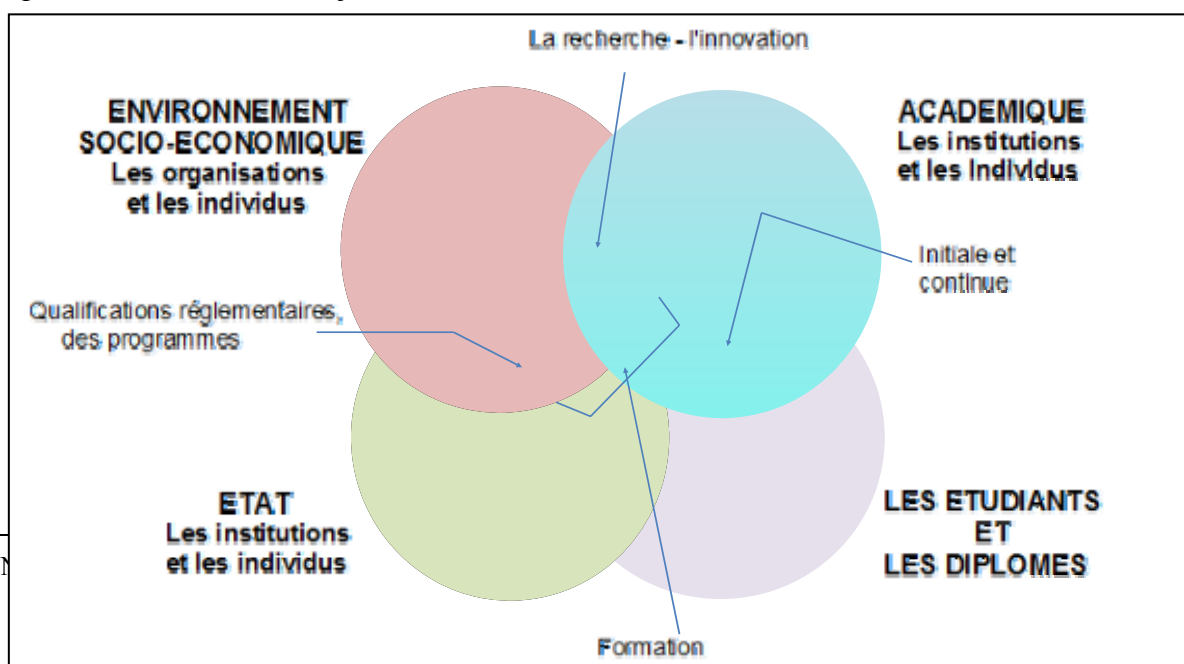 La recherche - l'innovation
ENVIRONNEMENT
SOCIO-ECONOMIQUE
Les organisations
et les individus
ACADEMIQUE
Les institutions
et les Individus
Initiale et
continue
Qualifications réglementaires,
des programmes
ETAT
Les institutions
et les individus
LES ETUDIANTS
ET
LES DIPLOMES
Formation